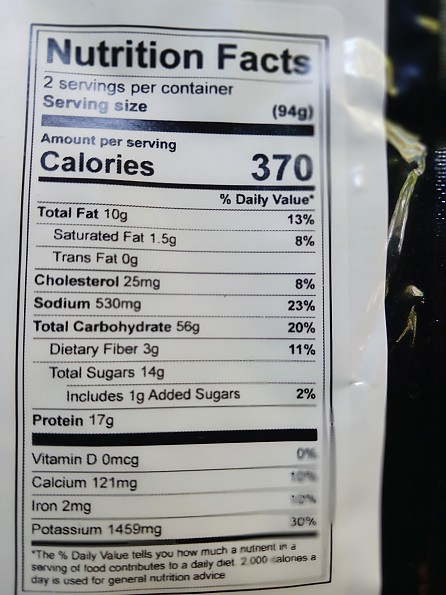 Nutrition Facts
2 servings per container
Serving size (94g)
Amount per serving
Calories 370
% Daily Value*
Total Fat 10g 13%
Saturated Fat 1.5g 8%
Trans Fat 0g
Cholesterol 25mg 8%
Sodium 530mg 23%
Total Carbohydrate 56g 20%
Dietary Fiber 3g 11%
Total Sugars 14g
Includes 1g Added Sugars 2%
Protein 17g
Vitamin D 0mcg 0%
Calcium 121mg 10%
Iron 2mg 10%
Potassium 1459mg 30%
*The % Daily Value tells you how much a nutrient in a
serving of food contributes to a daily diet. 2,000 calories a
day is used for general nutrition advice